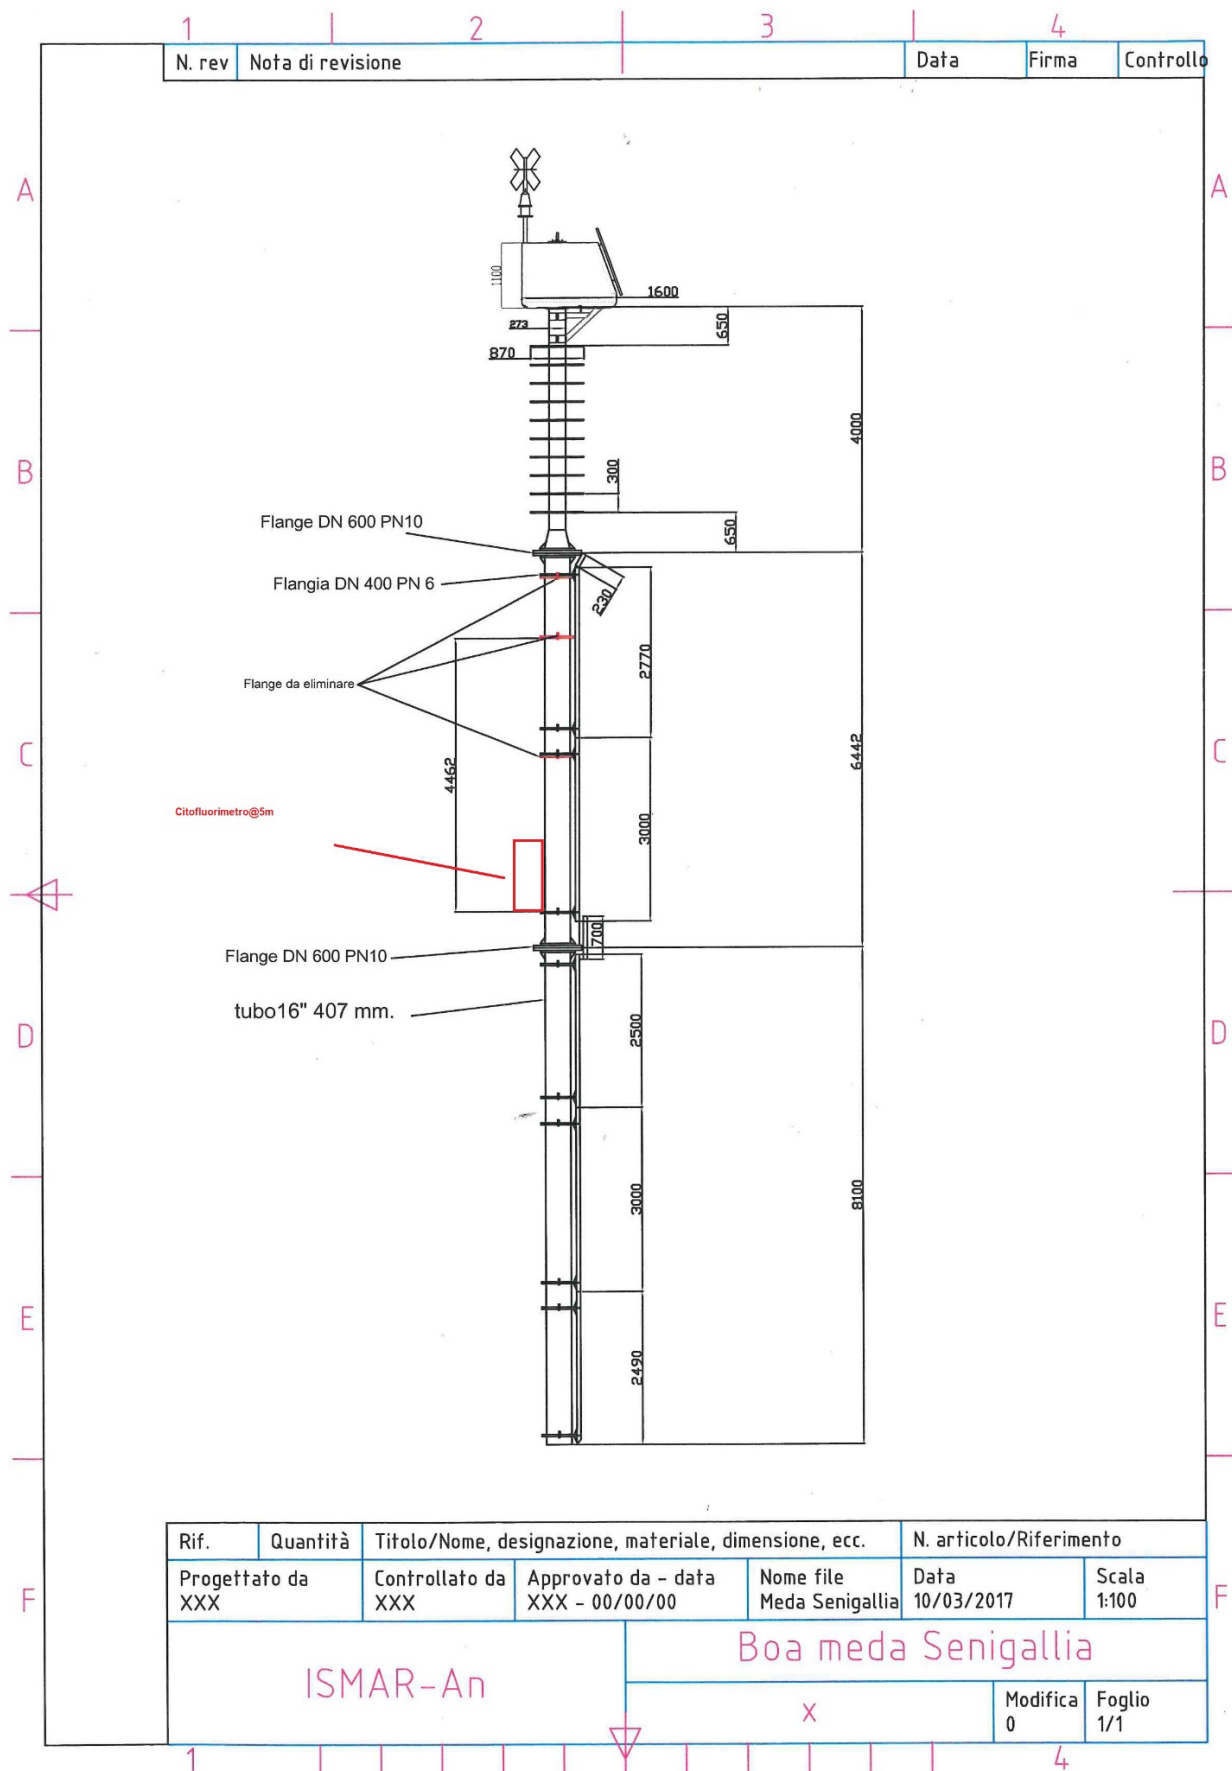 1 2 3 4
N. rev Nota di revisione Data Firma Controllo
A A
1100
1600
273
650
870
4000
B B
300
Flange DN 600 PN10
650
Flangia DN 400 PN 6
230
2770
Flange da eliminare
C C
6442
4462
Citofluorimetro@5m
3000
700
Flange DN 600 PN10
tubo16" 407 mm.
D D
2500
3000
8100
E E
2490
Rif. Quantità Titolo/Nome, designazione, materiale, dimensione, ecc. N. articolo/Riferimento
Progettato da Controllato da Approvato da - data Nome file Data Scala
XXX XXX XXX - 00/00/00 Meda Senigallia 10/03/2017 1:100
F F
Boa meda Senigallia
ISMAR-An
X
Modifica Foglio
0 1/1
1 4